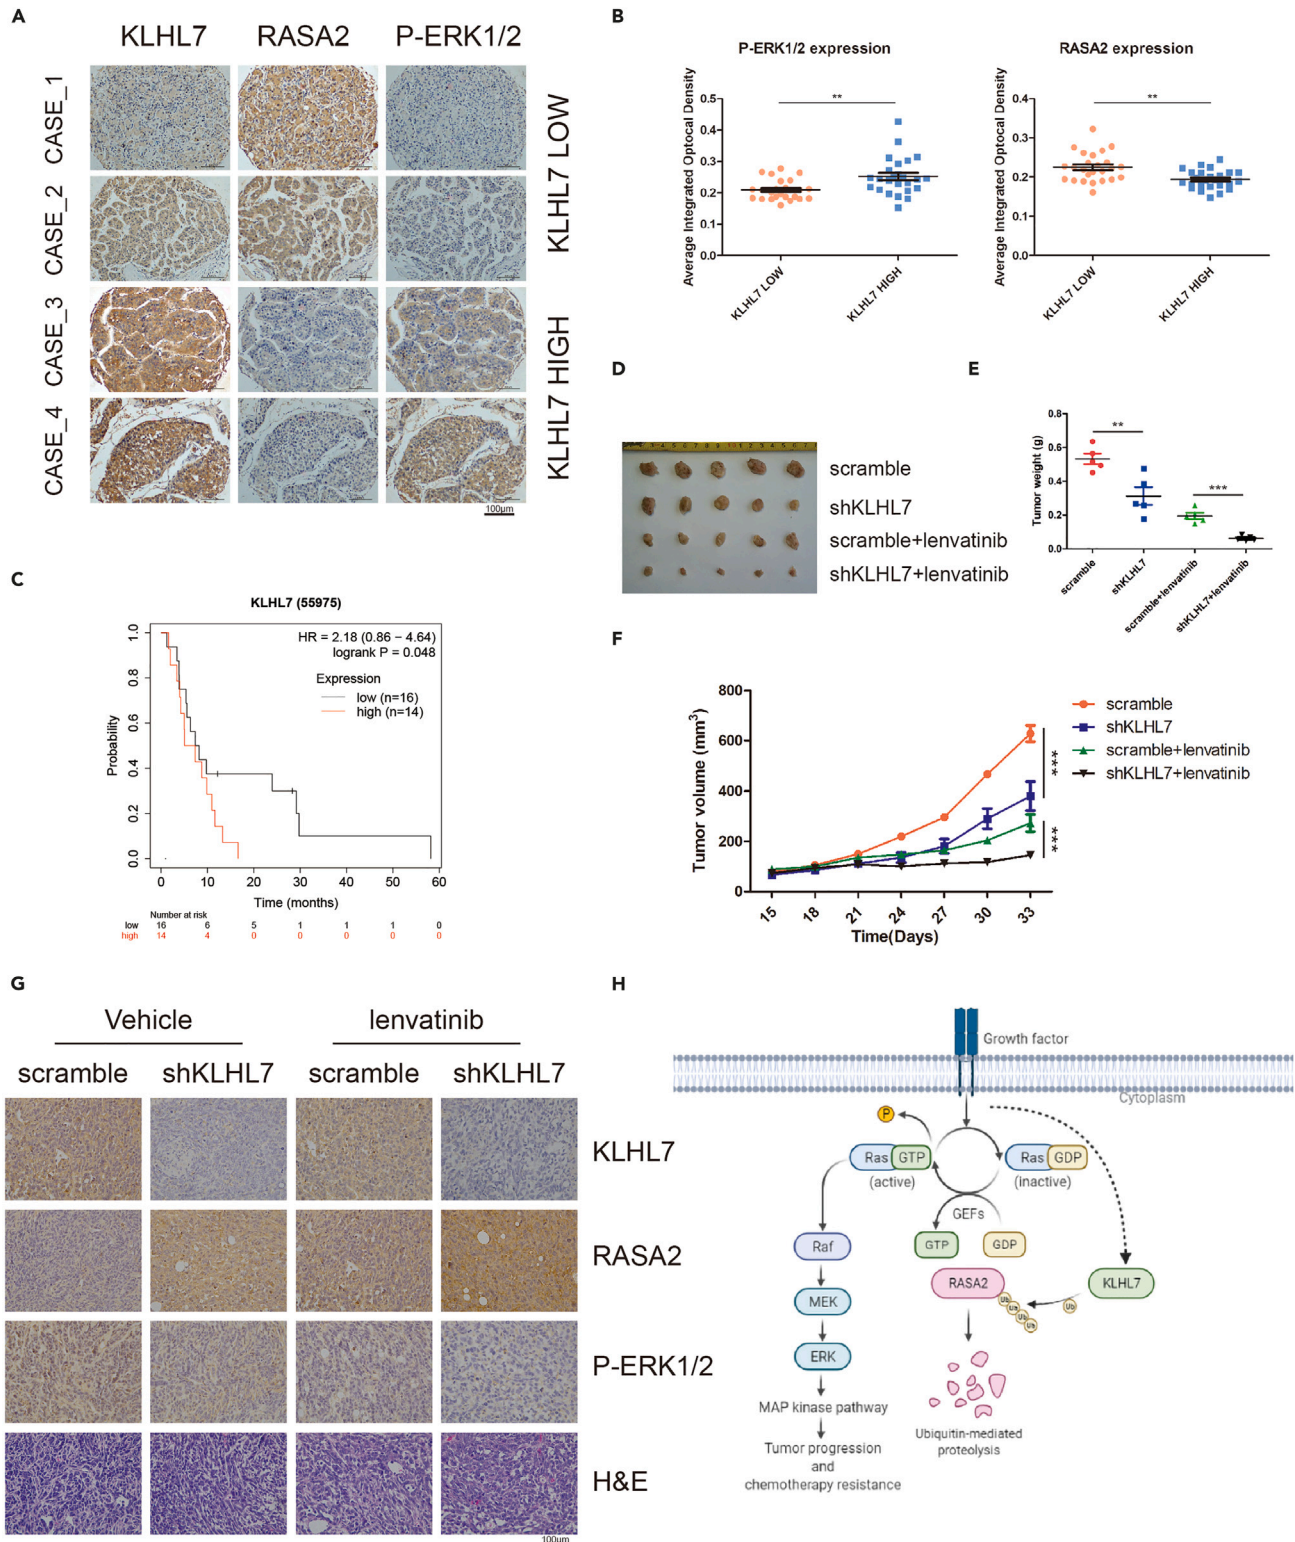 A
KLHL7
RASA2
P-ERK1/2
CASE_1
CASE_2
CASE_3
CASE_4
KLHL7 LOW
KLHL7 HIGH
100μm
B
P-ERK1/2 expression
Average Integrated Optocal Density
0.5
0.4
0.3
0.2
0.1
0.0
**
KLHL7 LOW
KLHL7 HIGH
RASA2 expression
Average Integrated Optocal Density
0.4
0.3
0.2
0.1
0.0
**
KLHL7 LOW
KLHL7 HIGH
C
KLHL7 (55975)
HR = 2.18 (0.86 − 4.64)
logrank P = 0.048
Expression
low (n=16)
high (n=14)
Probability
1.0
0.8
0.6
0.4
0.2
0.0
0 10 20 30 40 50 60
Time (months)
Number at risk
low 16 6 5 1 1 1 0
high 14 4 0 0 0 0 0
D
scramble
shKLHL7
scramble+lenvatinib
shKLHL7+lenvatinib
E
Tumor weight (g)
0.8
0.6
0.4
0.2
0.0
**
***
scramble
shKLHL7
scramble+lenvatinib
shKLHL7+lenvatinib
F
Tumor volume (mm³)
800
600
400
200
0
15 18 21 24 27 30 33
Time(Days)
scramble
shKLHL7
scramble+lenvatinib
shKLHL7+lenvatinib
***
***
G
Vehicle
lenvatinib
scramble
shKLHL7
scramble
shKLHL7
KLHL7
RASA2
P-ERK1/2
H&E
100μm
H
Growth factor
Cytoplasm
P
Ras GTP
(active)
Ras GDP
(inactive)
GEFs
GTP
GDP
Raf
MEK
ERK
RASA2
KLHL7
Ub
Ub
Ub
Ub
Ub
MAP kinase pathway
Tumor progression
and
chemotherapy resistance
Ubiquitin-mediated
proteolysis